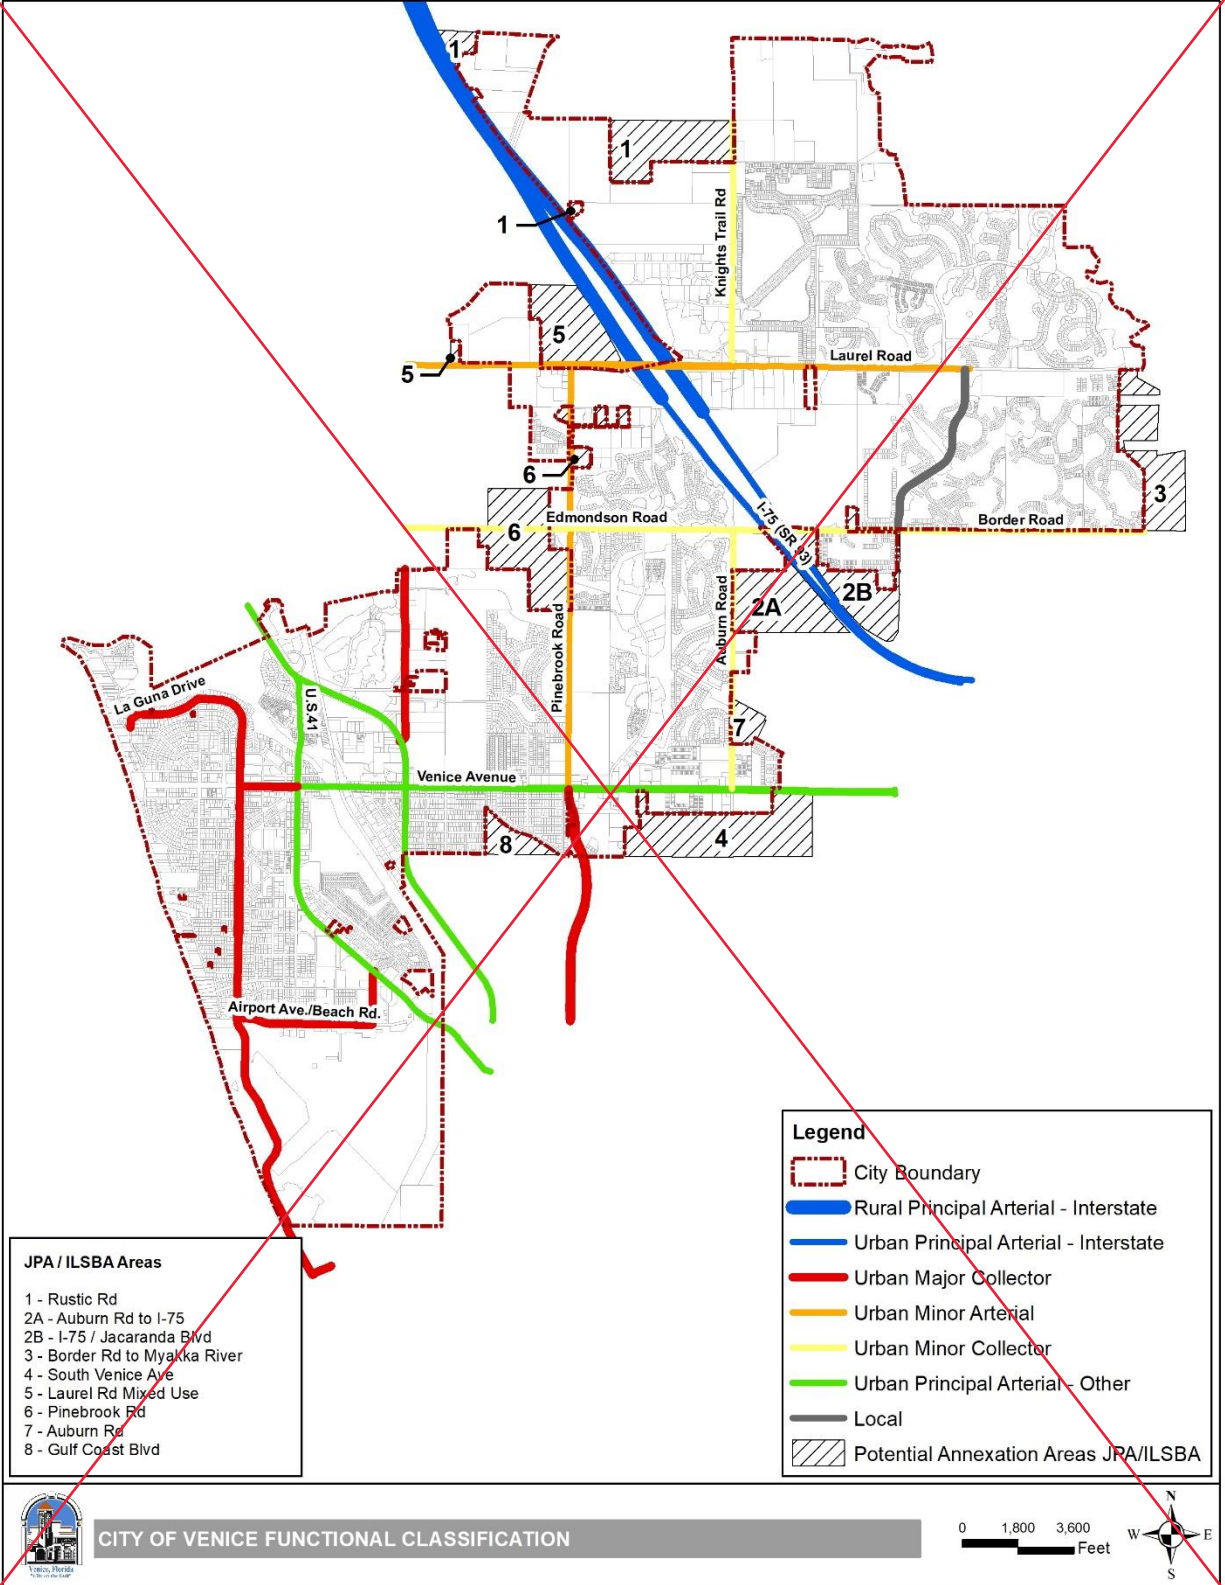 1
1
1
Knights Trail Rd
5
5
Laurel Road
6
6
Edmondson Road
I-75 (SR 93)
Border Road
3
2A
2B
Auburn Road
Pinebrook Road
La Guna Drive
U.S.41
7
Venice Avenue
8
4
Airport Ave./Beach Rd.
Legend
City Boundary
Rural Principal Arterial - Interstate
Urban Principal Arterial - Interstate
Urban Major Collector
Urban Minor Arterial
Urban Minor Collector
Urban Principal Arterial - Other
Local
Potential Annexation Areas JPA/ILSBA
JPA / ILSBA Areas
1 - Rustic Rd
2A - Auburn Rd to I-75
2B - I-75 / Jacaranda Blvd
3 - Border Rd to Myakka River
4 - South Venice Ave
5 - Laurel Rd Mixed Use
6 - Pinebrook Rd
7 - Auburn Rd
8 - Gulf Coast Blvd
Venice, Florida
"City on the Gulf"
CITY OF VENICE FUNCTIONAL CLASSIFICATION
0 1,800 3,600
Feet
N
W E
S